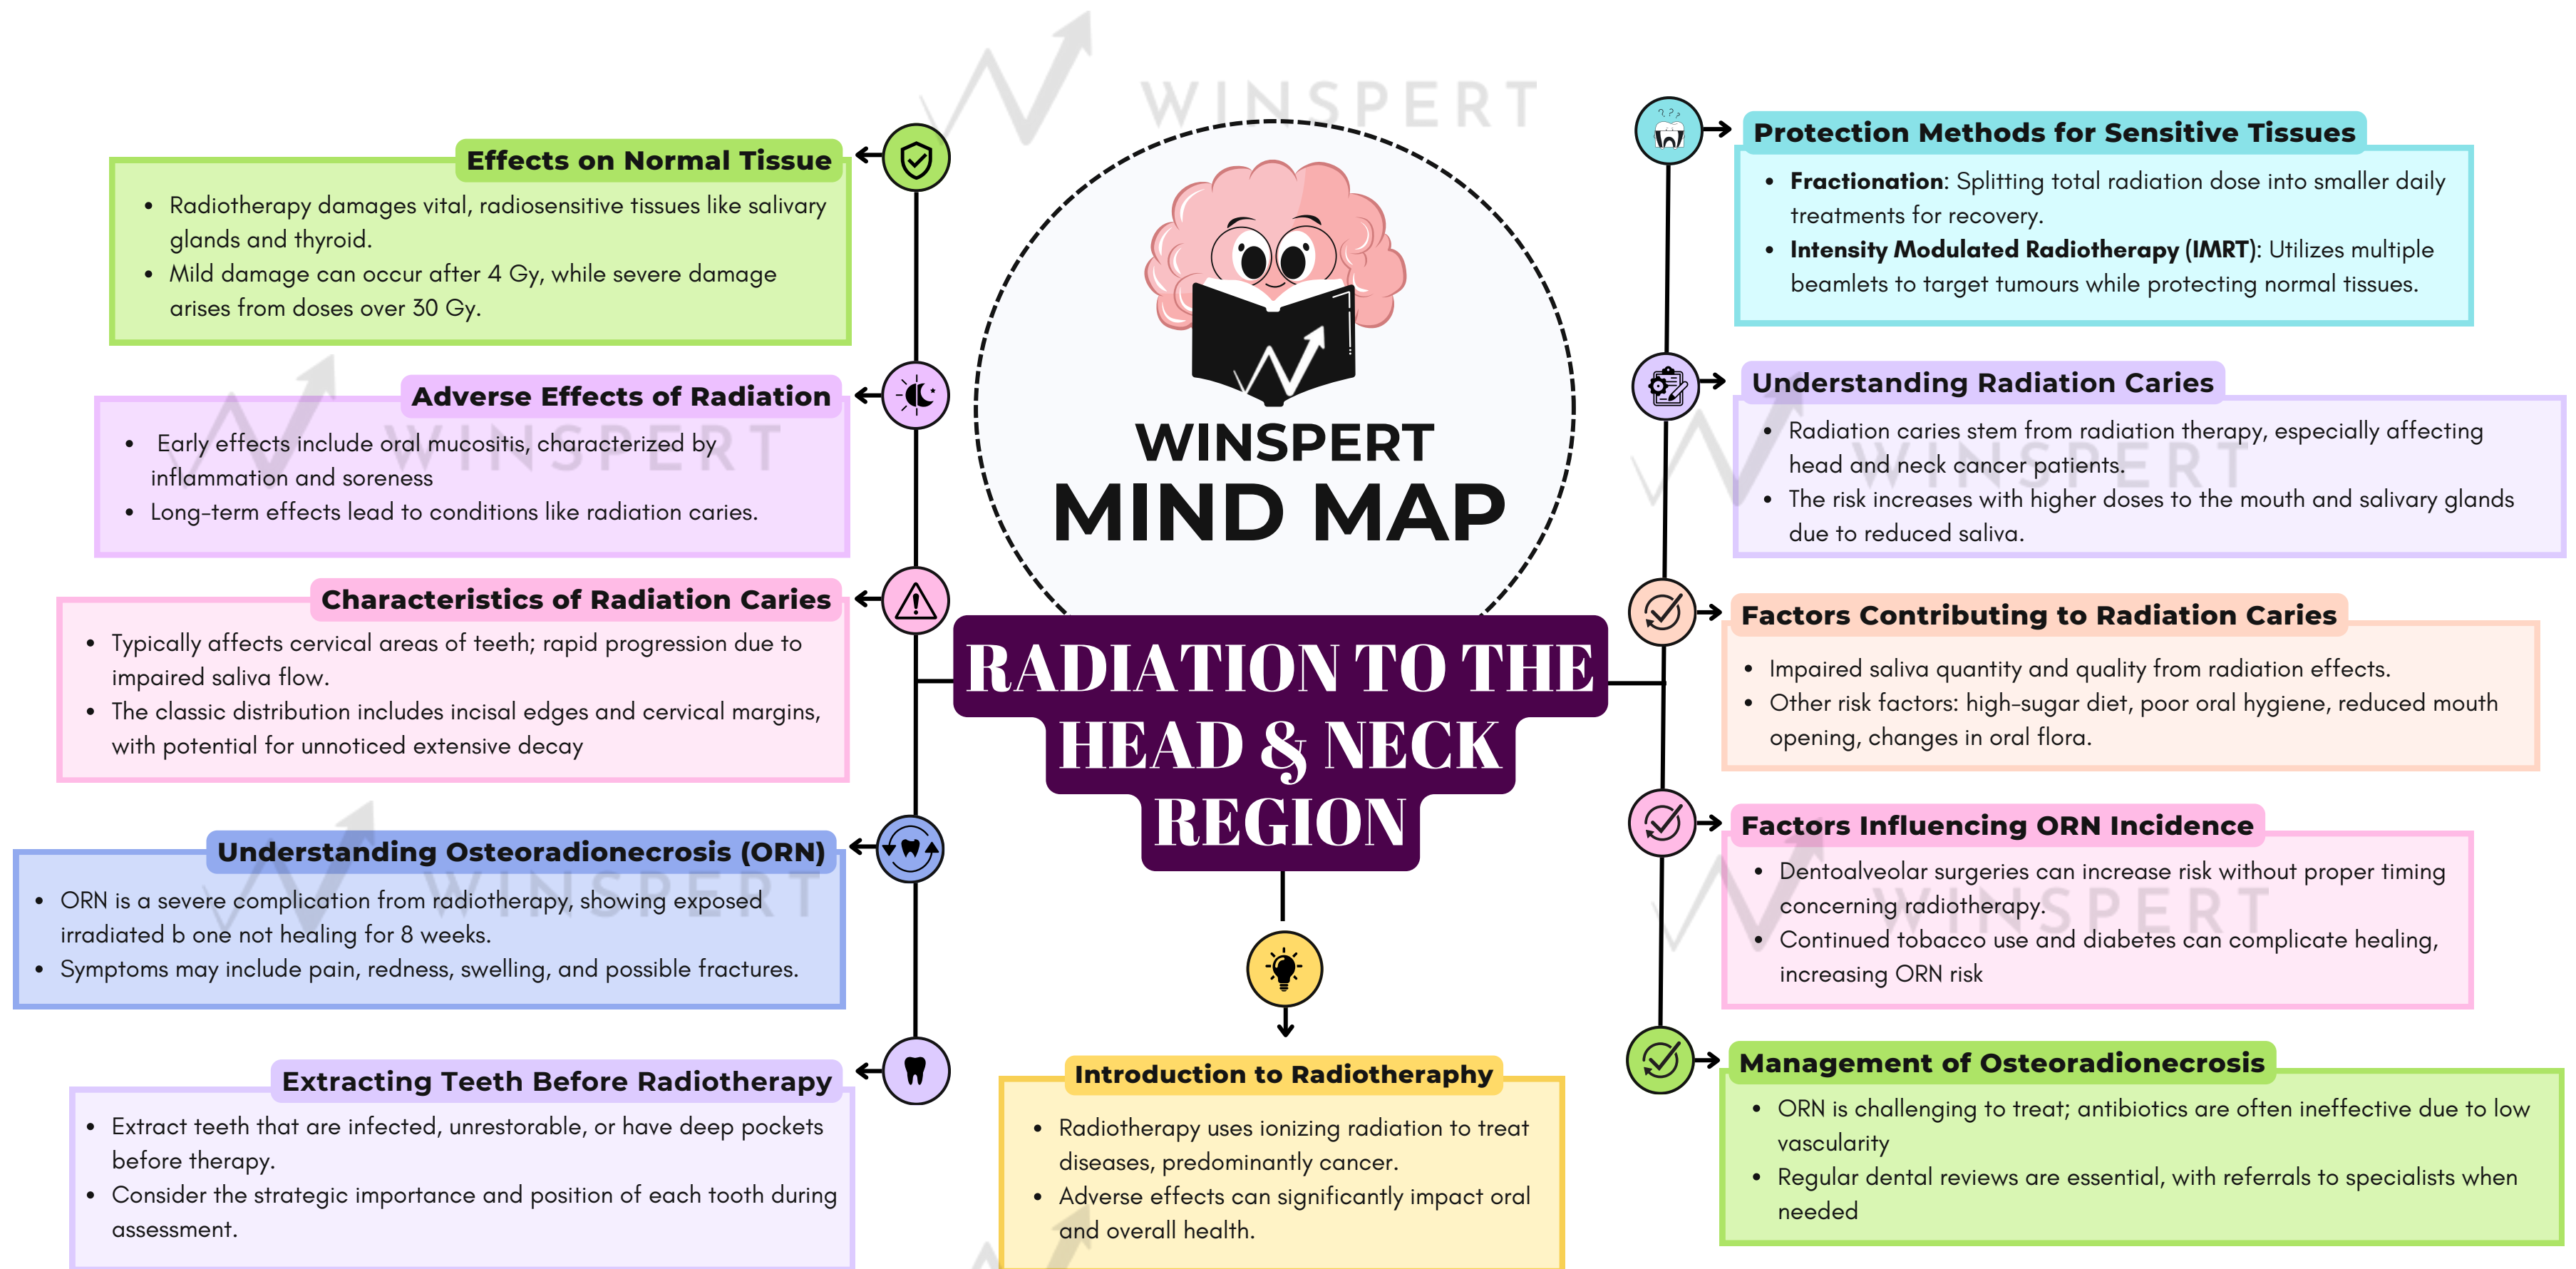 WINSPERT
WINSPERT
MIND MAP
RADIATION TO THE
HEAD & NECK
REGION
Effects on Normal Tissue
• Radiotherapy damages vital, radiosensitive tissues like salivary
glands and thyroid.
• Mild damage can occur after 4 Gy, while severe damage
arises from doses over 30 Gy.
Adverse Effects of Radiation
WINSPERT
• Early effects include oral mucositis, characterized by
inflammation and soreness
• Long-term effects lead to conditions like radiation caries.
Characteristics of Radiation Caries
• Typically affects cervical areas of teeth; rapid progression due to
impaired saliva flow.
• The classic distribution includes incisal edges and cervical margins,
with potential for unnoticed extensive decay
Understanding Osteoradionecrosis (ORN)
WINSPERT
• ORN is a severe complication from radiotherapy, showing exposed
irradiated b one not healing for 8 weeks.
• Symptoms may include pain, redness, swelling, and possible fractures.
Extracting Teeth Before Radiotherapy
• Extract teeth that are infected, unrestorable, or have deep pockets
before therapy.
• Consider the strategic importance and position of each tooth during
assessment.
Introduction to Radiotheraphy
• Radiotherapy uses ionizing radiation to treat
diseases, predominantly cancer.
• Adverse effects can significantly impact oral
and overall health.
Protection Methods for Sensitive Tissues
• Fractionation: Splitting total radiation dose into smaller daily
treatments for recovery.
• Intensity Modulated Radiotherapy (IMRT): Utilizes multiple
beamlets to target tumours while protecting normal tissues.
Understanding Radiation Caries
WINSPERT
• Radiation caries stem from radiation therapy, especially affecting
head and neck cancer patients.
• The risk increases with higher doses to the mouth and salivary glands
due to reduced saliva.
Factors Contributing to Radiation Caries
• Impaired saliva quantity and quality from radiation effects.
• Other risk factors: high-sugar diet, poor oral hygiene, reduced mouth
opening, changes in oral flora.
Factors Influencing ORN Incidence
WINSPERT
• Dentoalveolar surgeries can increase risk without proper timing
concerning radiotherapy.
• Continued tobacco use and diabetes can complicate healing,
increasing ORN risk
Management of Osteoradionecrosis
• ORN is challenging to treat; antibiotics are often ineffective due to low
vascularity
• Regular dental reviews are essential, with referrals to specialists when
needed